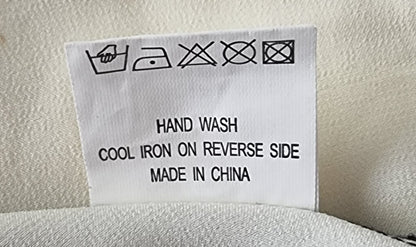 HAND WASH
COOL IRON ON REVERSE SIDE
MADE IN CHINA